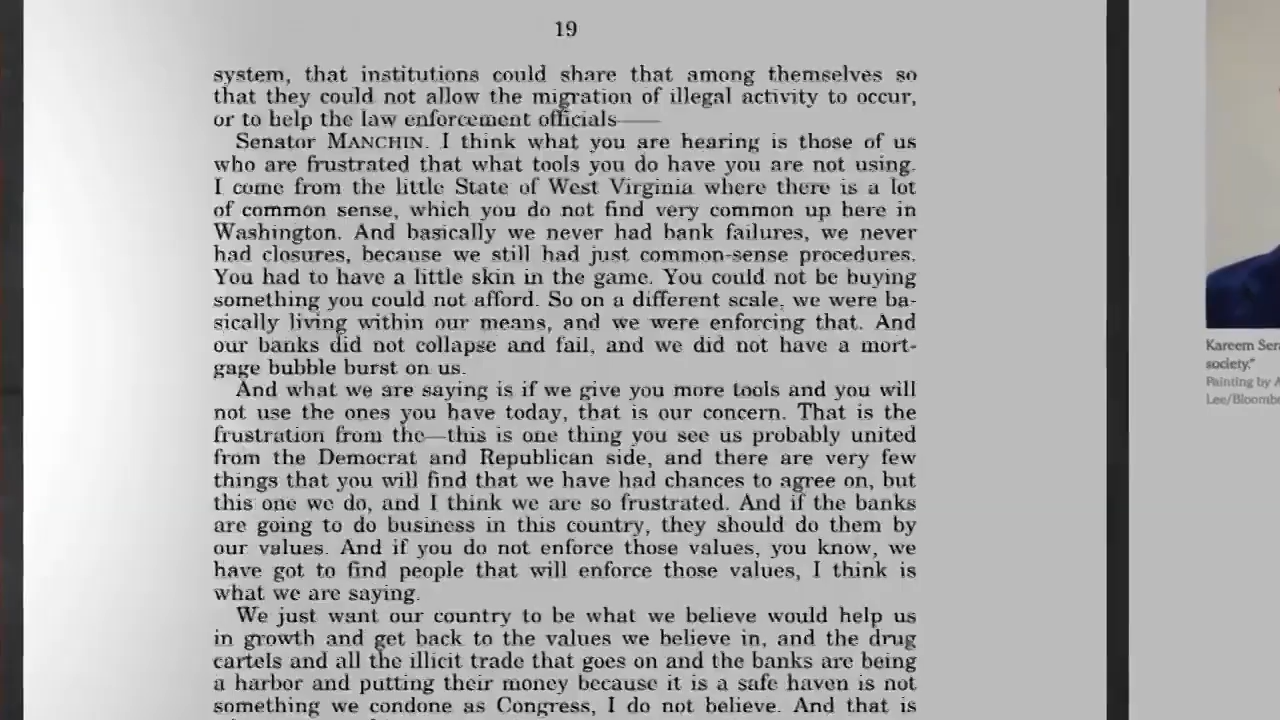 19
system, that institutions could share that among themselves so
that they could not allow the migration of illegal activity to occur,
or to help the law enforcement officials——
Senator MANCHIN. I think what you are hearing is those of us
who are frustrated that what tools you do have you are not using.
I come from the little State of West Virginia where there is a lot
of common sense, which you do not find very common up here in
Washington. And basically we never had bank failures, we never
had closures, because we still had just common-sense procedures.
You had to have a little skin in the game. You could not be buying
something you could not afford. So on a different scale, we were ba-
sically living within our means, and we were enforcing that. And
our banks did not collapse and fail, and we did not have a mort-
gage bubble burst on us.
And what we are saying is if we give you more tools and you will
not use the ones you have today, that is our concern. That is the
frustration from the—this is one thing you see us probably united
from the Democrat and Republican side, and there are very few
things that you will find that we have had chances to agree on, but
this one we do, and I think we are so frustrated. And if the banks
are going to do business in this country, they should do them by
our values. And if you do not enforce those values, you know, we
have got to find people that will enforce those values, I think is
what we are saying.
We just want our country to be what we believe would help us
in growth and get back to the values we believe in, and the drug
cartels and all the illicit trade that goes on and the banks are being
a harbor and putting their money because it is a safe haven is not
something we condone as Congress, I do not believe. And that is
Kareem Ser
society."
Painting by A
Lee/Bloombe